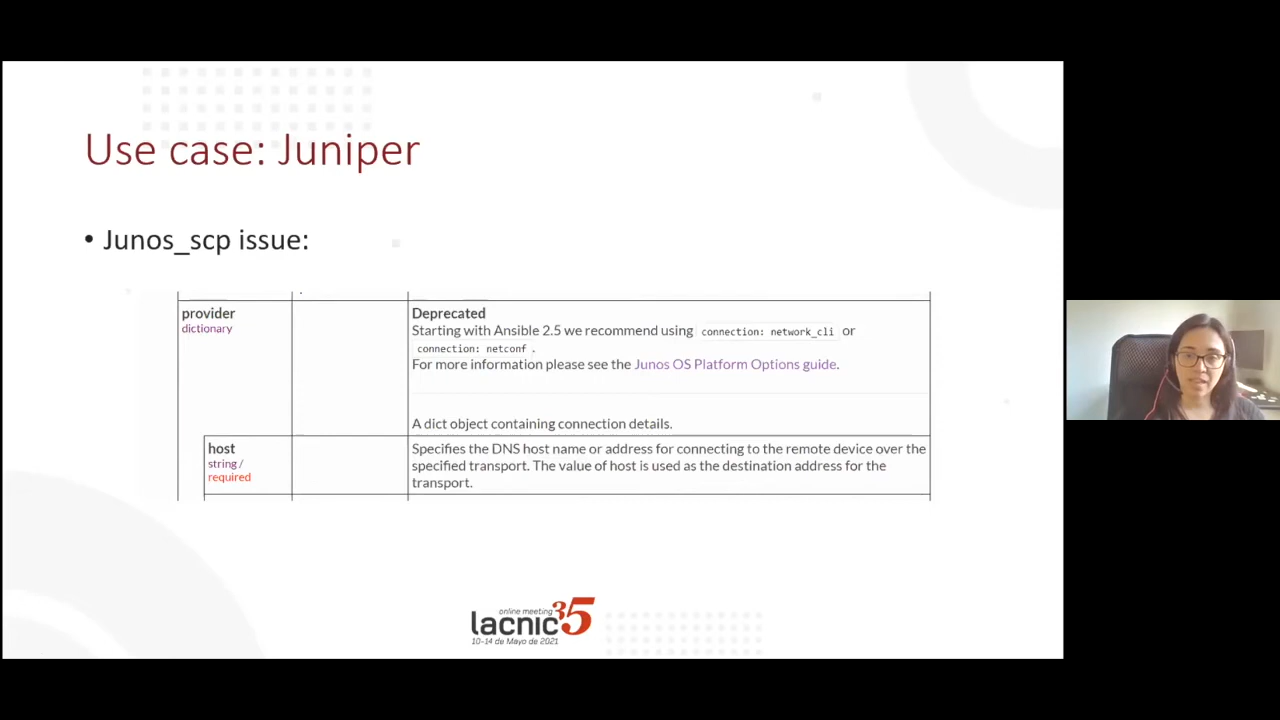 Use case: Juniper
• Junos_scp issue:
provider
dictionary
Deprecated
Starting with Ansible 2.5 we recommend using connection: network_cli or
connection: netconf .
For more information please see the Junos OS Platform Options guide.
A dict object containing connection details.
host
string /
required
Specifies the DNS host name or address for connecting to the remote device over the
specified transport. The value of host is used as the destination address for the
transport.
online meeting
lacnic35
10-14 de Mayo de 2021